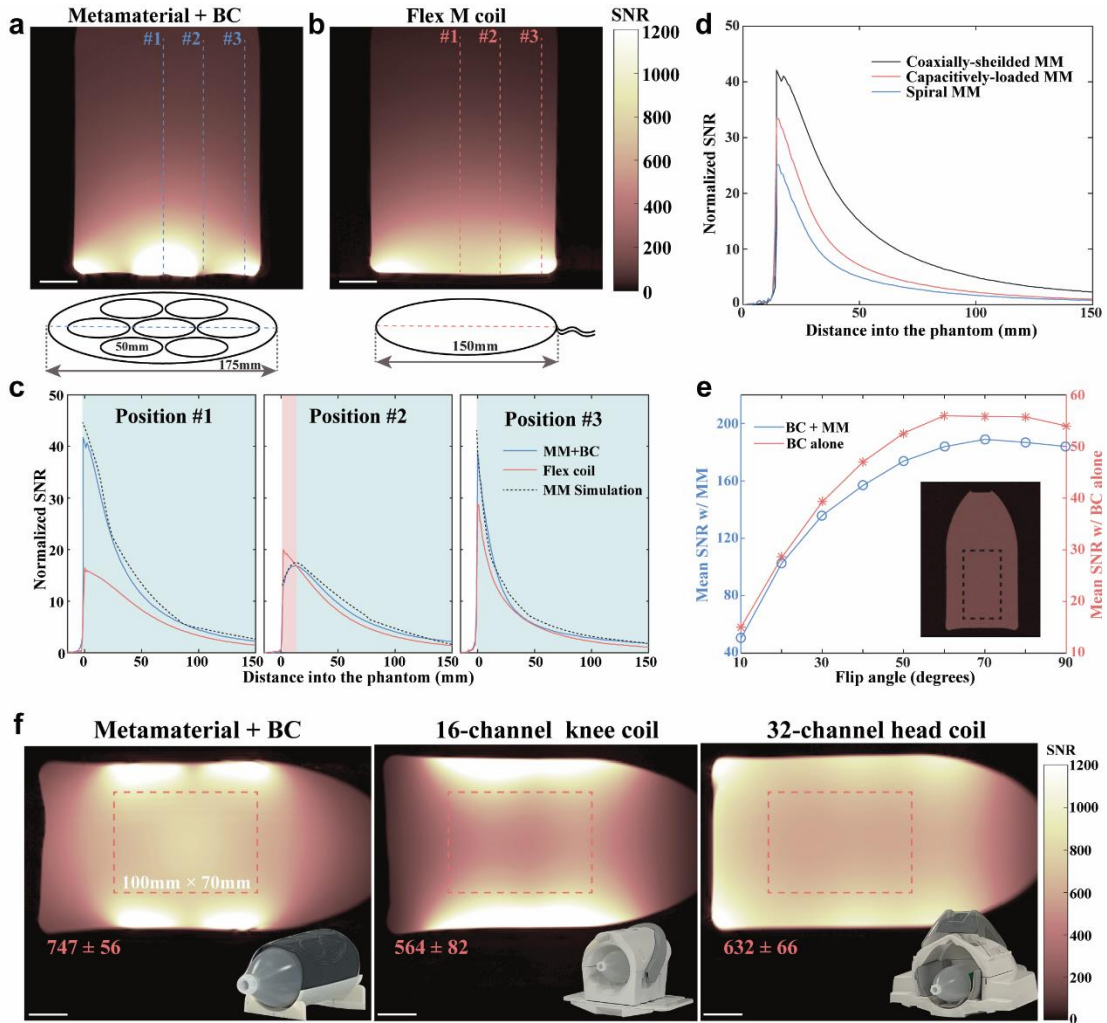 a
Metamaterial + BC
#1
#2
#3
50mm
175mm
b
Flex M coil
#1
#2
#3
150mm
SNR
1200
1000
800
600
400
200
0
d
Normalized SNR
50
40
30
20
10
0
Coaxially-sheilded MM
Capacitively-loaded MM
Spiral MM
0
50
100
150
Distance into the phantom (mm)
c
Normalized SNR
50
40
30
20
10
0
Position #1
Position #2
Position #3
MM+BC
Flex coil
MM Simulation
0
50
100
150
0
50
100
150
0
50
100
150
Distance into the phantom (mm)
e
Mean SNR w/ MM
200
160
120
80
40
BC + MM
BC alone
60
50
40
30
20
10
Mean SNR w/ BC alone
10
20
30
40
50
60
70
80
90
Flip angle (degrees)
f
Metamaterial + BC
100mm × 70mm
747 ± 56
16-channel knee coil
564 ± 82
32-channel head coil
632 ± 66
SNR
1200
1000
800
600
400
200
0